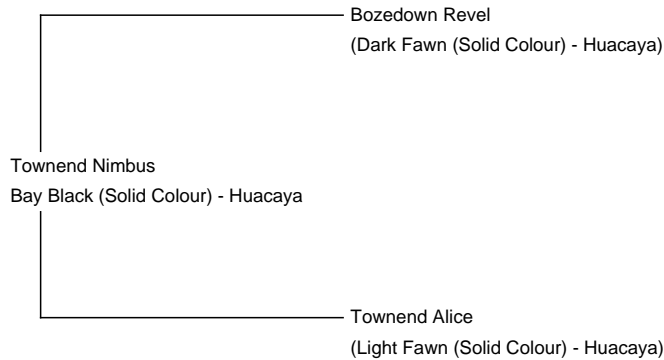 Bozedown Revel
(Dark Fawn (Solid Colour) - Huacaya)
Townend Nimbus
Bay Black (Solid Colour) - Huacaya
Townend Alice
(Light Fawn (Solid Colour) - Huacaya)